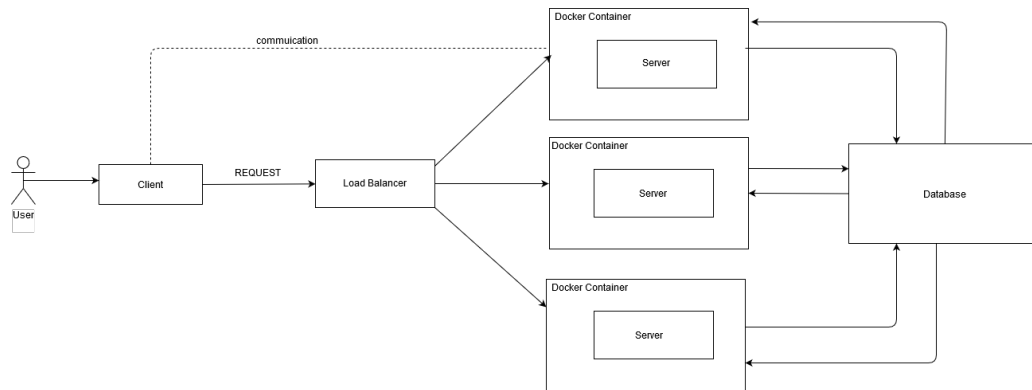 Docker Container
commuication
Server
Docker Container
REQUEST
Client
Load Balancer
Server
Database
User
Docker Container
Server